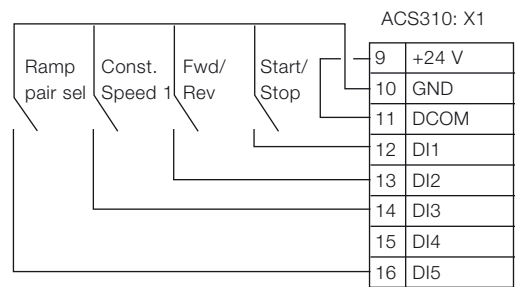 ACS310: X1
Ramp
pair sel
Const.
Speed 1
Fwd/
Rev
Start/
Stop
9 +24 V
10 GND
11 DCOM
12 DI1
13 DI2
14 DI3
15 DI4
16 DI5